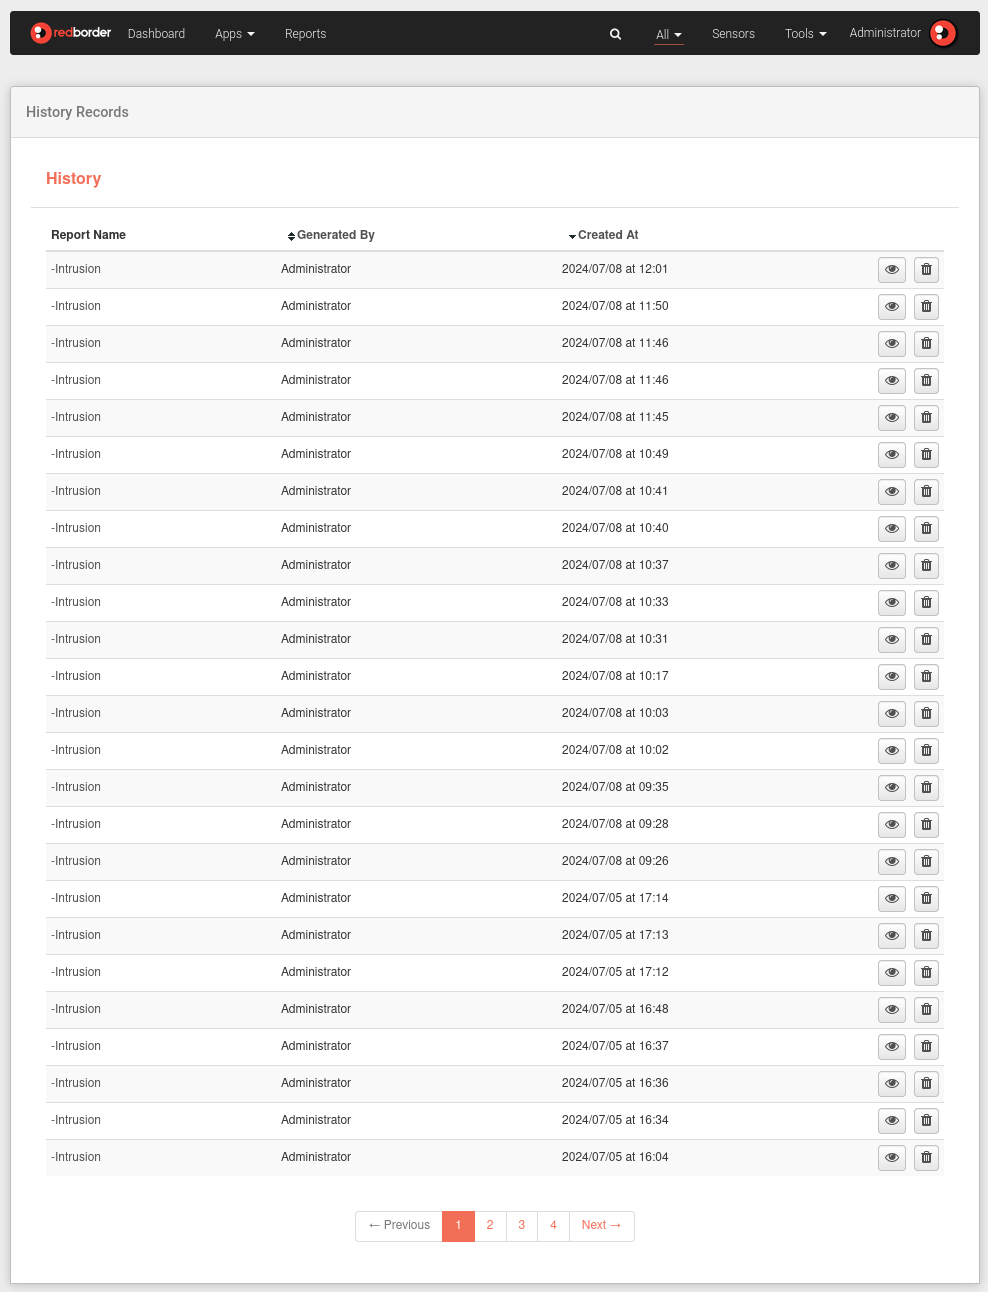 redborder Dashboard Apps Reports All Sensors Tools Administrator
History Records
History
Report Name Generated By Created At
-Intrusion Administrator 2024/07/08 at 12:01
-Intrusion Administrator 2024/07/08 at 11:50
-Intrusion Administrator 2024/07/08 at 11:46
-Intrusion Administrator 2024/07/08 at 11:46
-Intrusion Administrator 2024/07/08 at 11:45
-Intrusion Administrator 2024/07/08 at 10:49
-Intrusion Administrator 2024/07/08 at 10:41
-Intrusion Administrator 2024/07/08 at 10:40
-Intrusion Administrator 2024/07/08 at 10:37
-Intrusion Administrator 2024/07/08 at 10:33
-Intrusion Administrator 2024/07/08 at 10:31
-Intrusion Administrator 2024/07/08 at 10:17
-Intrusion Administrator 2024/07/08 at 10:03
-Intrusion Administrator 2024/07/08 at 10:02
-Intrusion Administrator 2024/07/08 at 09:35
-Intrusion Administrator 2024/07/08 at 09:28
-Intrusion Administrator 2024/07/08 at 09:26
-Intrusion Administrator 2024/07/05 at 17:14
-Intrusion Administrator 2024/07/05 at 17:13
-Intrusion Administrator 2024/07/05 at 17:12
-Intrusion Administrator 2024/07/05 at 16:48
-Intrusion Administrator 2024/07/05 at 16:37
-Intrusion Administrator 2024/07/05 at 16:36
-Intrusion Administrator 2024/07/05 at 16:34
-Intrusion Administrator 2024/07/05 at 16:04
← Previous 1 2 3 4 Next →